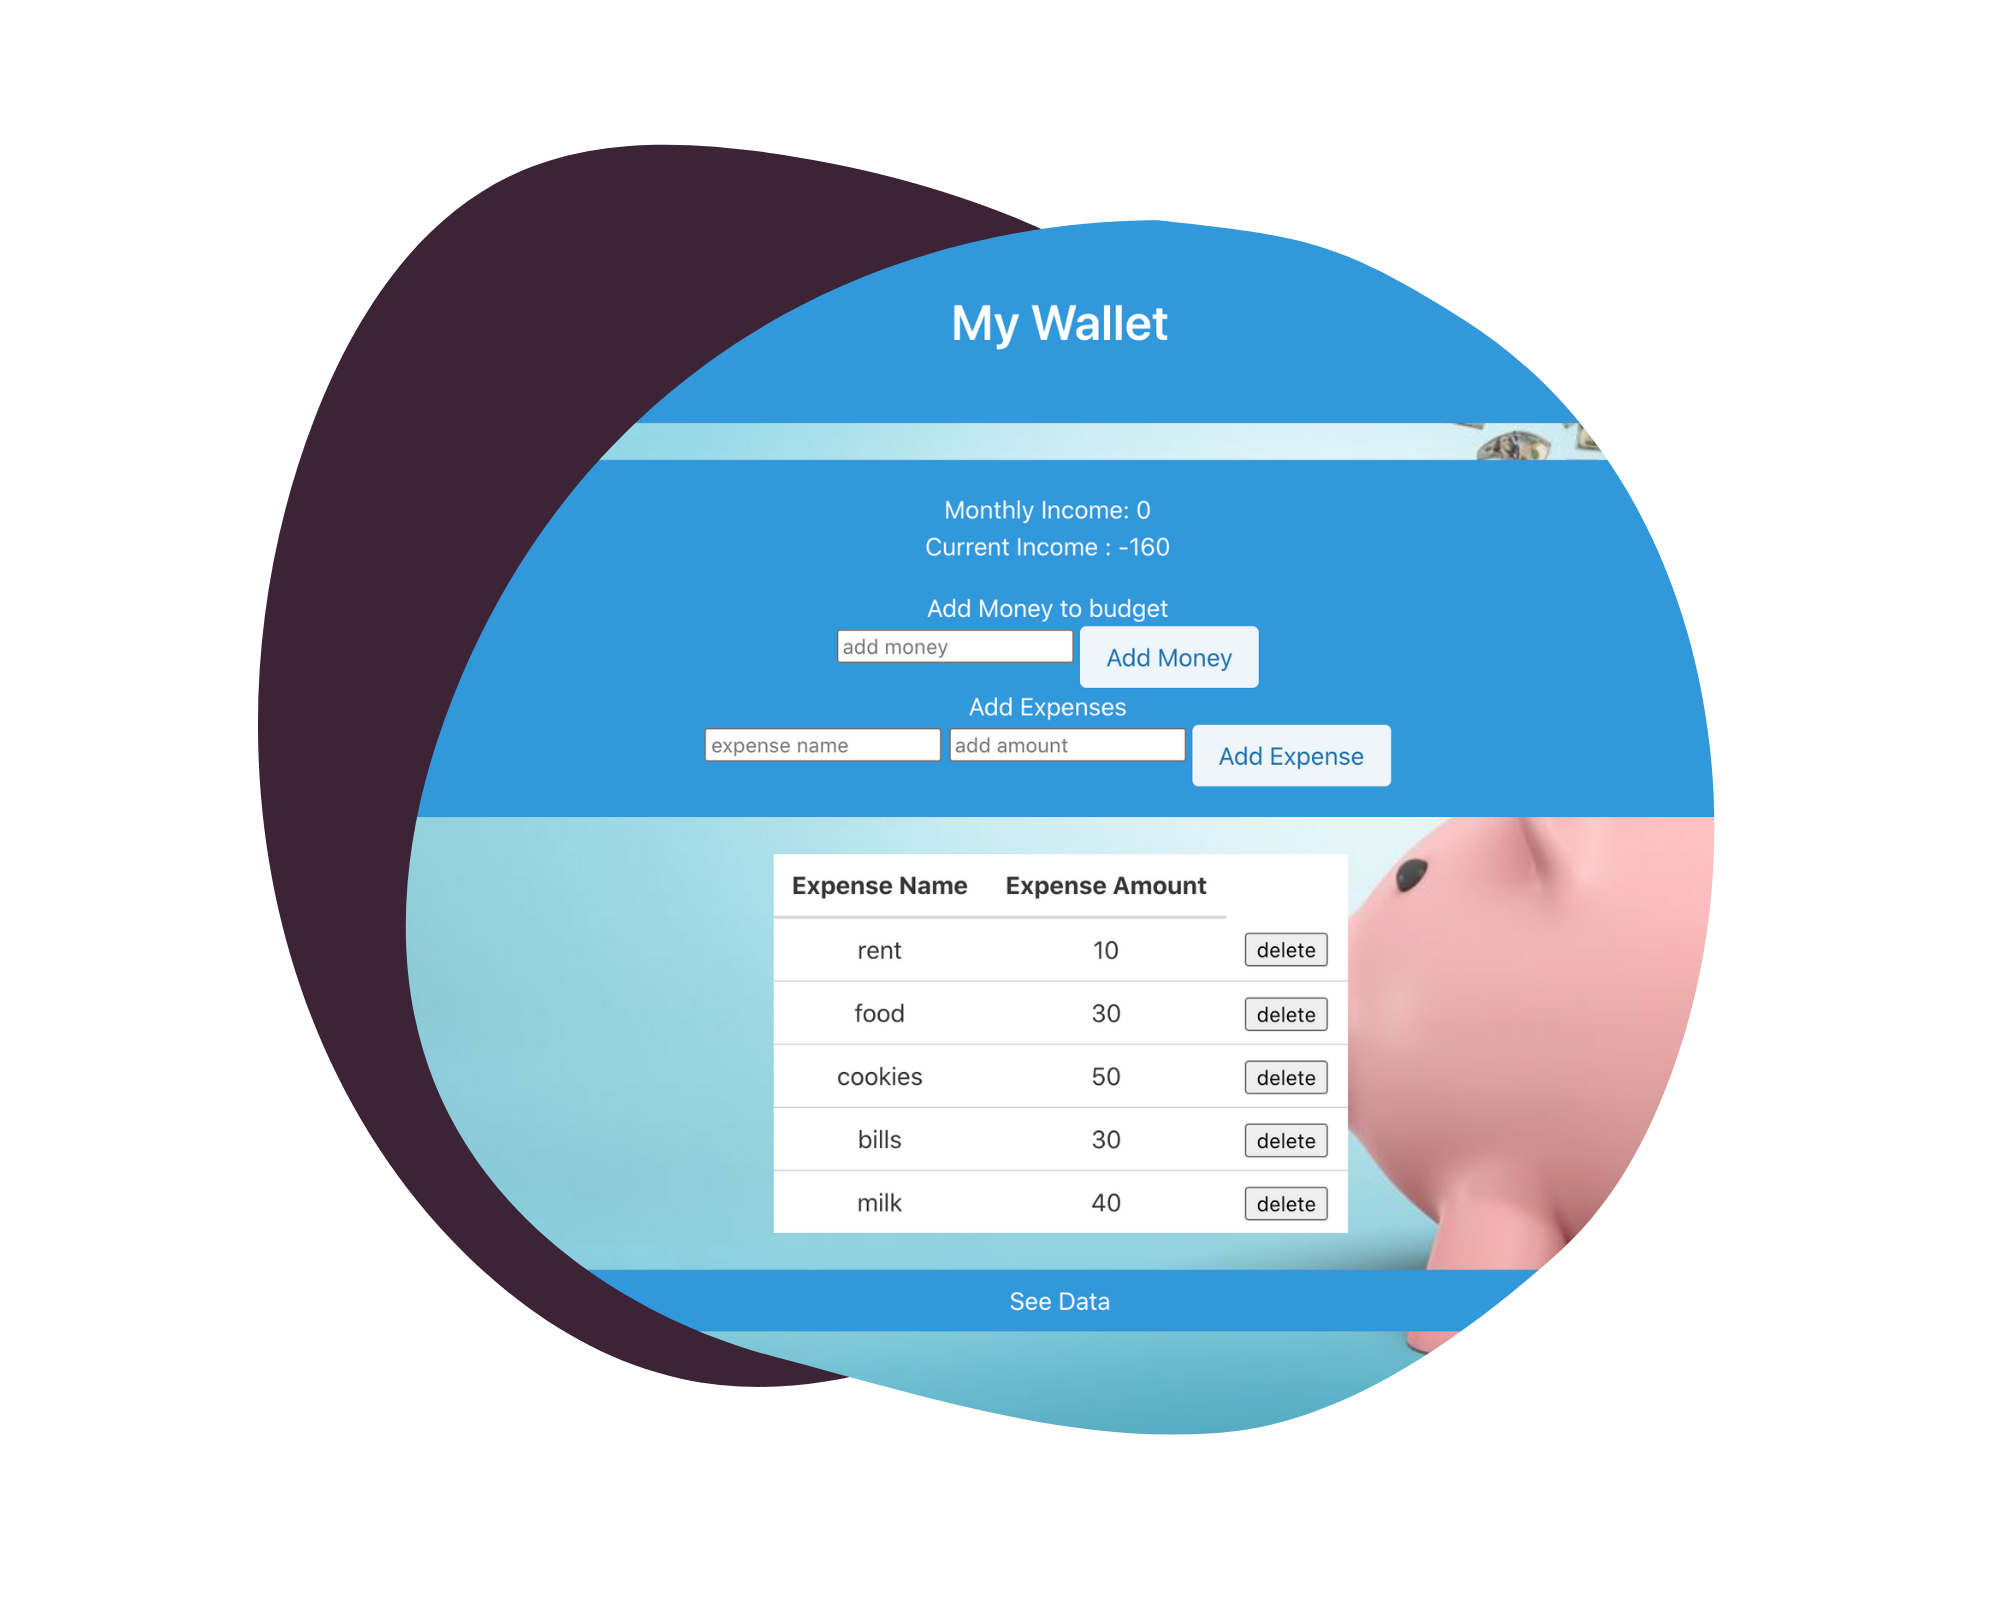 My Wallet
Monthly Income: 0
Current Income : -160
Add Money to budget
add money Add Money
Add Expenses
expense name add amount Add Expense
Expense Name Expense Amount
rent 10 delete
food 30 delete
cookies 50 delete
bills 30 delete
milk 40 delete
See Data